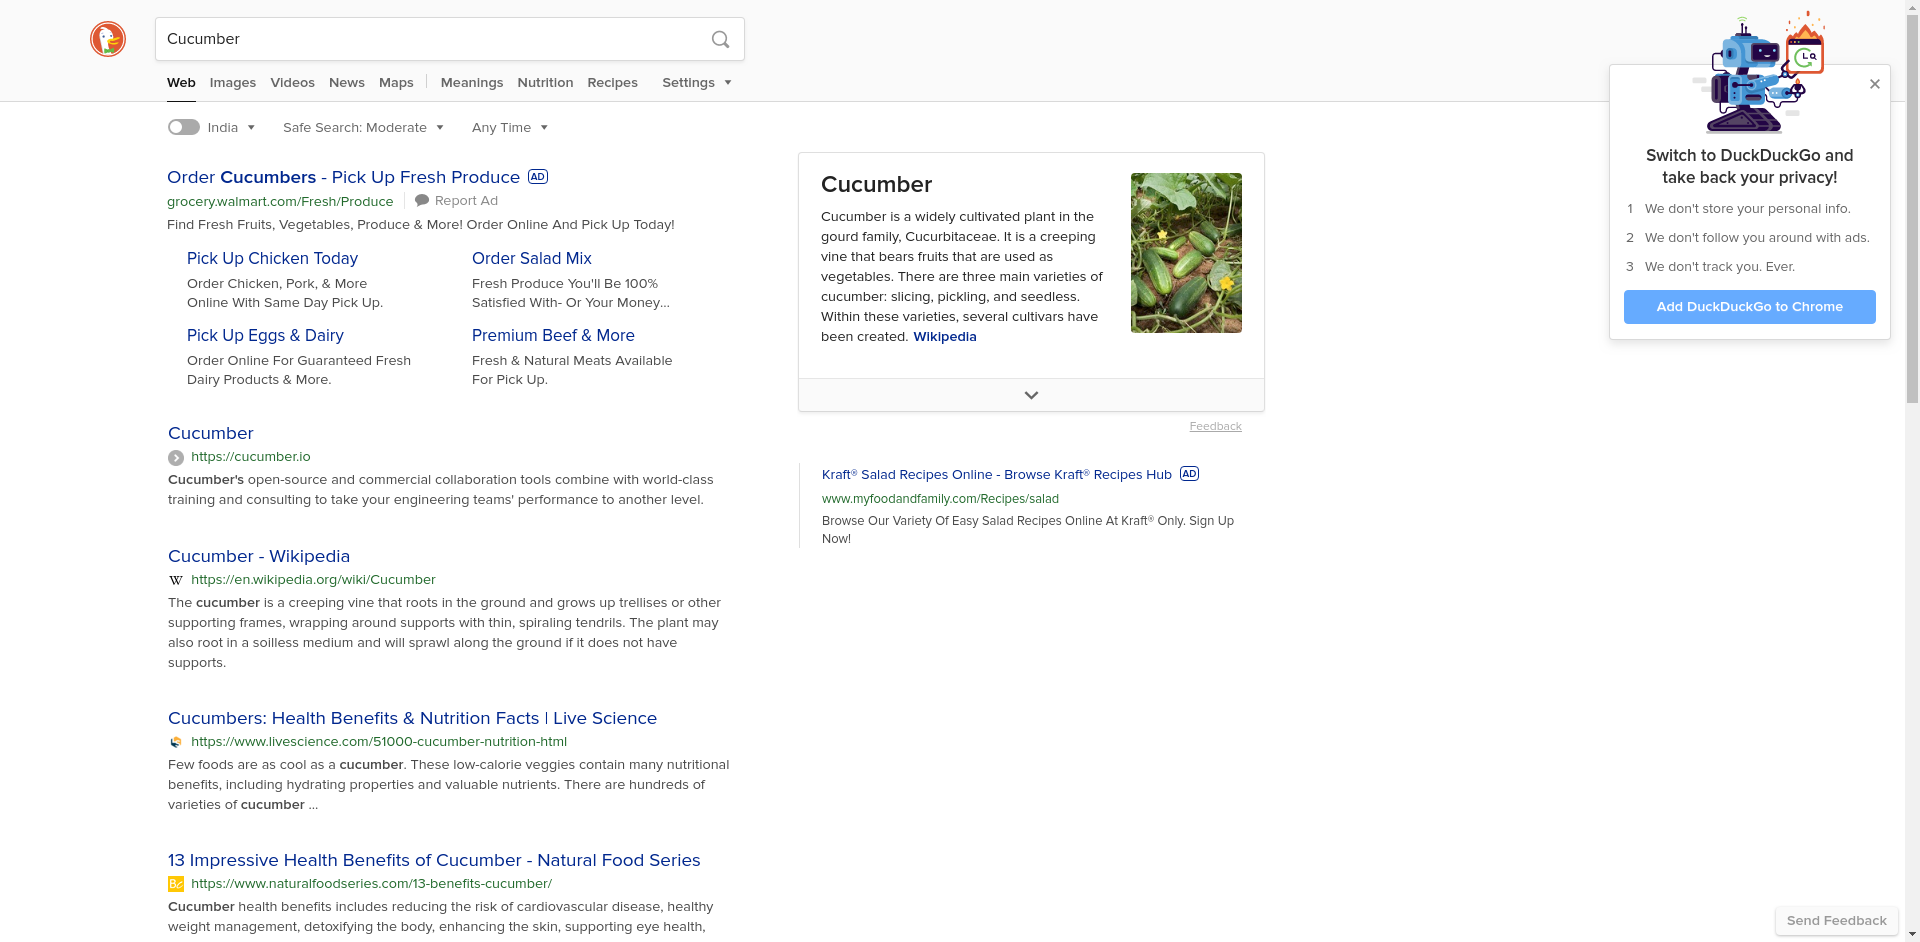 Cucumber
Web Images Videos News Maps Meanings Nutrition Recipes Settings
India Safe Search: Moderate Any Time
Order Cucumbers - Pick Up Fresh Produce AD
grocery.walmart.com/Fresh/Produce Report Ad
Find Fresh Fruits, Vegetables, Produce & More! Order Online And Pick Up Today!
Pick Up Chicken Today
Order Chicken, Pork, & More
Online With Same Day Pick Up.
Order Salad Mix
Fresh Produce You'll Be 100%
Satisfied With- Or Your Money...
Pick Up Eggs & Dairy
Order Online For Guaranteed Fresh
Dairy Products & More.
Premium Beef & More
Fresh & Natural Meats Available
For Pick Up.
Cucumber
https://cucumber.io
Cucumber's open-source and commercial collaboration tools combine with world-class
training and consulting to take your engineering teams' performance to another level.
Cucumber - Wikipedia
W https://en.wikipedia.org/wiki/Cucumber
The cucumber is a creeping vine that roots in the ground and grows up trellises or other
supporting frames, wrapping around supports with thin, spiraling tendrils. The plant may
also root in a soilless medium and will sprawl along the ground if it does not have
supports.
Cucumbers: Health Benefits & Nutrition Facts | Live Science
https://www.livescience.com/51000-cucumber-nutrition-html
Few foods are as cool as a cucumber. These low-calorie veggies contain many nutritional
benefits, including hydrating properties and valuable nutrients. There are hundreds of
varieties of cucumber ...
13 Impressive Health Benefits of Cucumber - Natural Food Series
https://www.naturalfoodseries.com/13-benefits-cucumber/
Cucumber health benefits includes reducing the risk of cardiovascular disease, healthy
weight management, detoxifying the body, enhancing the skin, supporting eye health,
Cucumber
Cucumber is a widely cultivated plant in the
gourd family, Cucurbitaceae. It is a creeping
vine that bears fruits that are used as
vegetables. There are three main varieties of
cucumber: slicing, pickling, and seedless.
Within these varieties, several cultivars have
been created. Wikipedia
Feedback
Kraft® Salad Recipes Online - Browse Kraft® Recipes Hub AD
www.myfoodandfamily.com/Recipes/salad
Browse Our Variety Of Easy Salad Recipes Online At Kraft® Only. Sign Up
Now!
Switch to DuckDuckGo and
take back your privacy!
1 We don't store your personal info.
2 We don't follow you around with ads.
3 We don't track you. Ever.
Add DuckDuckGo to Chrome
Send Feedback